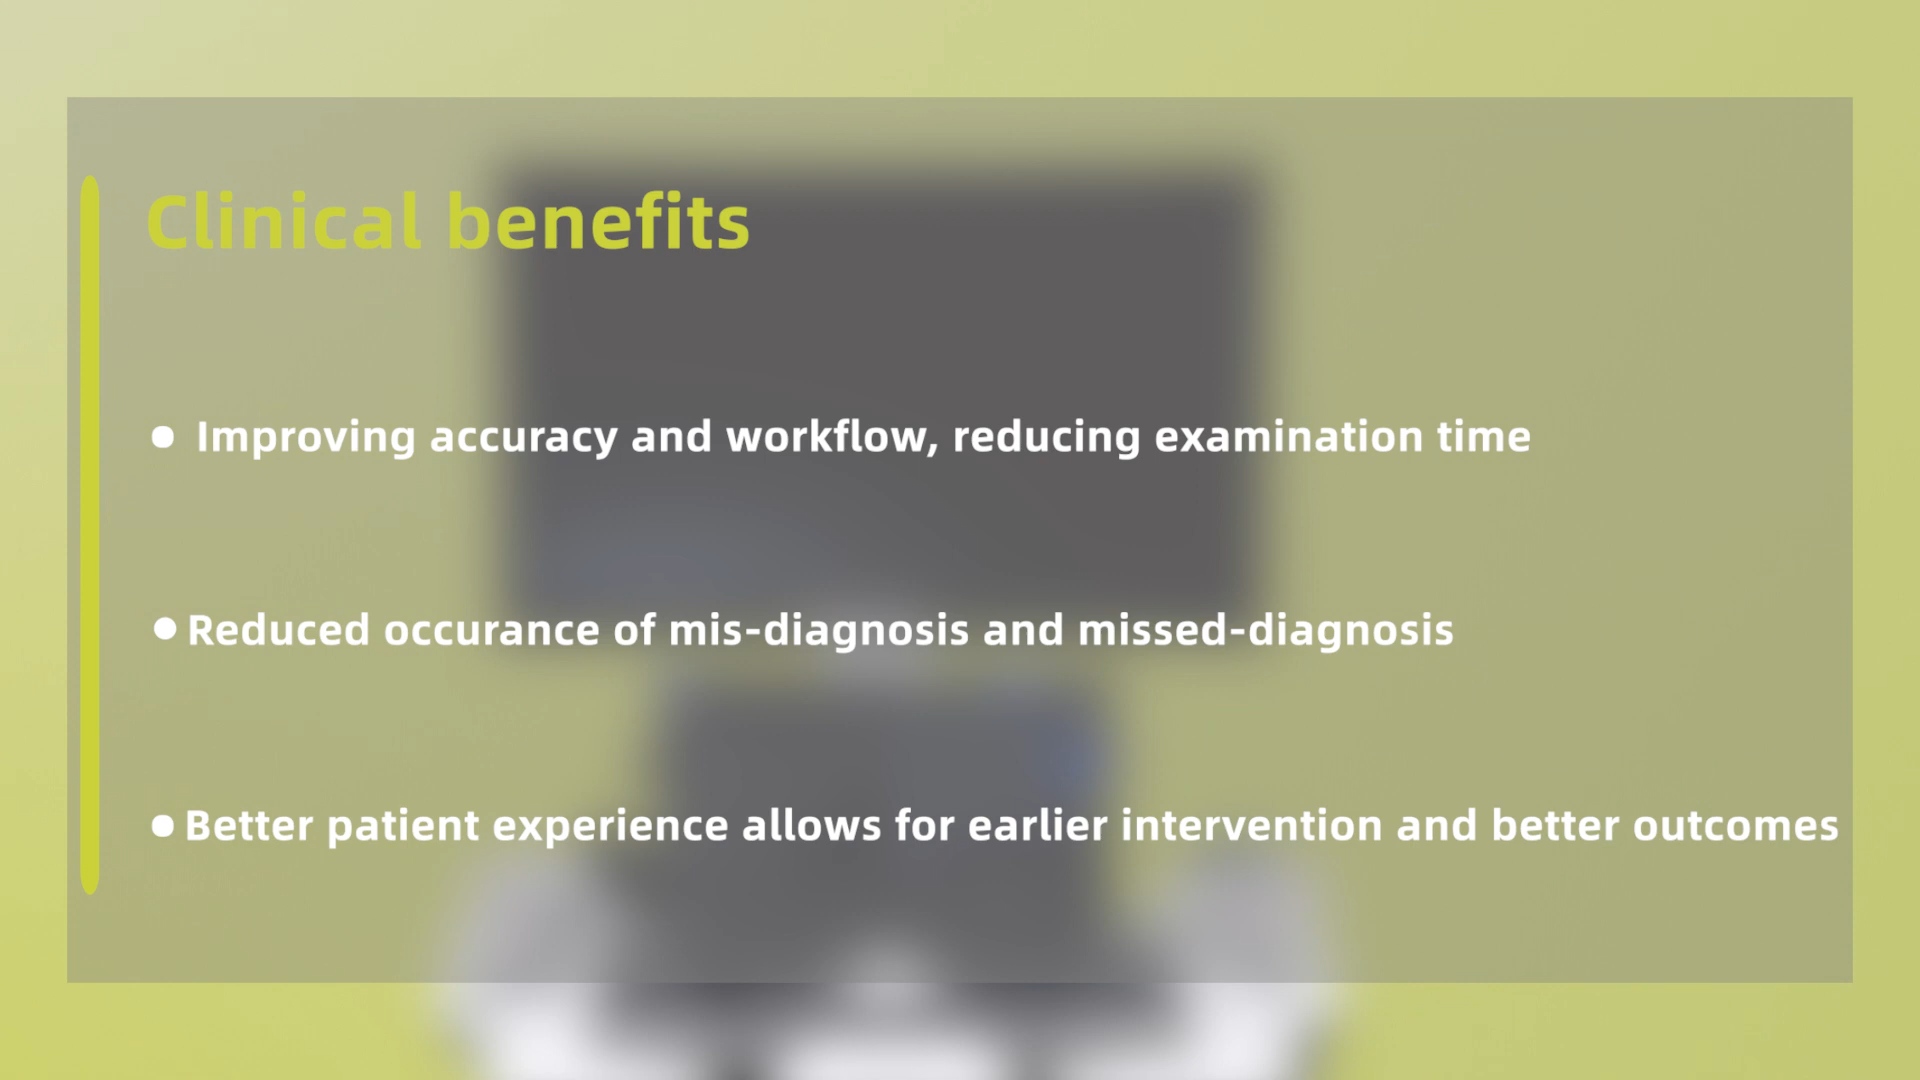 Clinical benefits
• Improving accuracy and workflow, reducing examination time
• Reduced occurance of mis-diagnosis and missed-diagnosis
• Better patient experience allows for earlier intervention and better outcomes